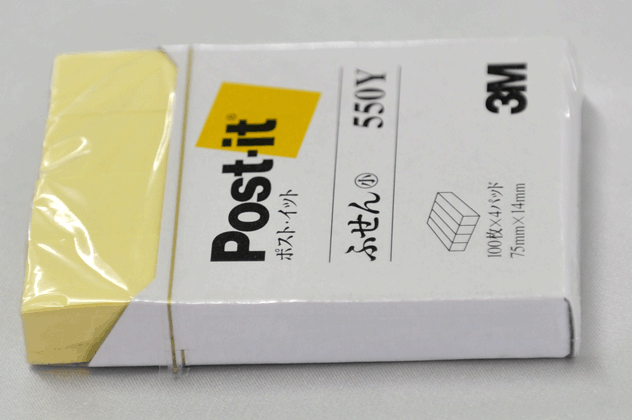 Post-it®
ポスト・イット
ふせん 小 550Y
100枚×4パッド
75mm×14mm
3M